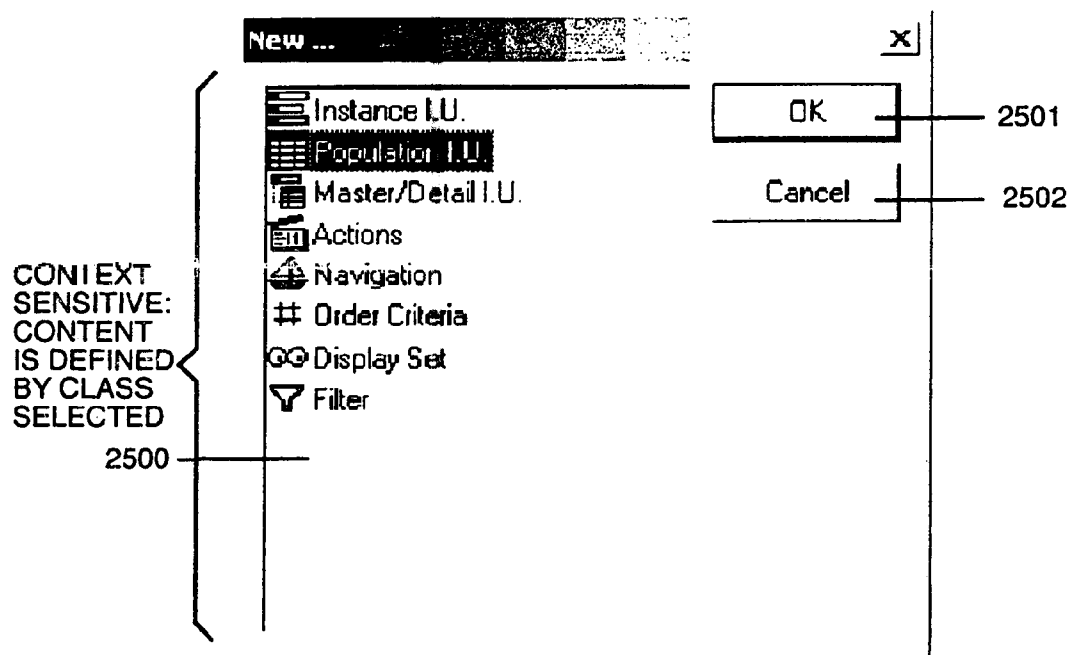 New ...
Instance I.U.
Population I.U.
Master/Detail I.U.
Actions
Navigation
Order Criteria
Display Set
Filter
OK
2501
Cancel
2502
CONTEXT
SENSITIVE:
CONTENT
IS DEFINED
BY CLASS
SELECTED
2500